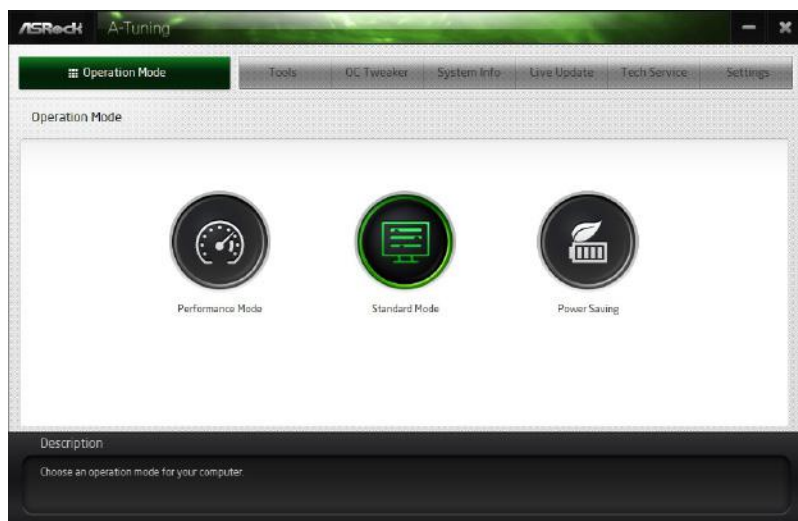 ASRock A-Tuning
Operation Mode Tools OC Tweaker System Info Live Update Tech Service Settings
Operation Mode
Performance Mode Standard Mode Power Saving
Description
Choose an operation mode for your computer.